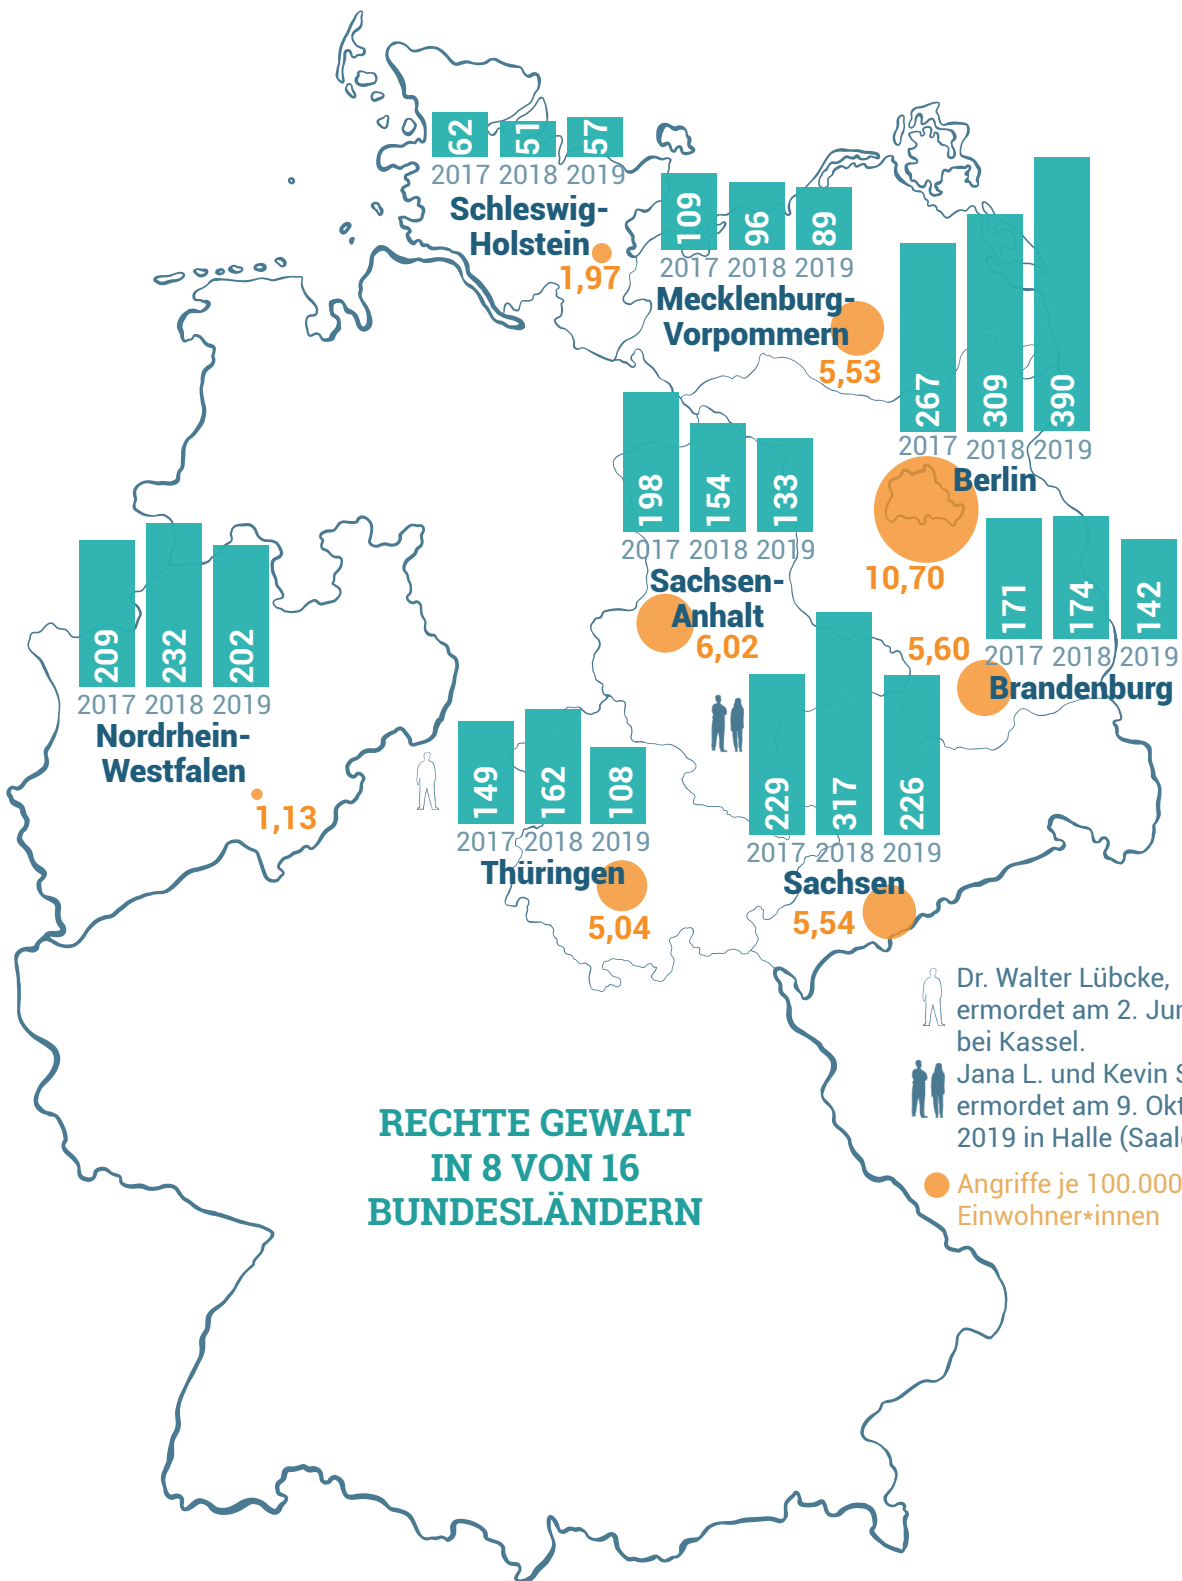 62 51 57
2017 2018 2019
Schleswig-
Holstein
1,97
109 96 89
2017 2018 2019
Mecklenburg-
Vorpommern
5,53
267 309 390
2017 2018 2019
Berlin
10,70
198 154 133
2017 2018 2019
Sachsen-
Anhalt
6,02
171 174 142
2017 2018 2019
5,60
Brandenburg
209 232 202
2017 2018 2019
Nordrhein-
Westfalen
1,13
149 162 108
2017 2018 2019
Thüringen
5,04
229 317 226
2017 2018 2019
Sachsen
5,54
Dr. Walter Lübcke,
ermordet am 2.
bei Kassel.
Jana L. und Kevin
ermordet am 9.
2019 in Halle
Angriffe je 100.000
Einwohner*innen
RECHTE GEWALT
IN 8 VON 16
BUNDESLÄNDERN